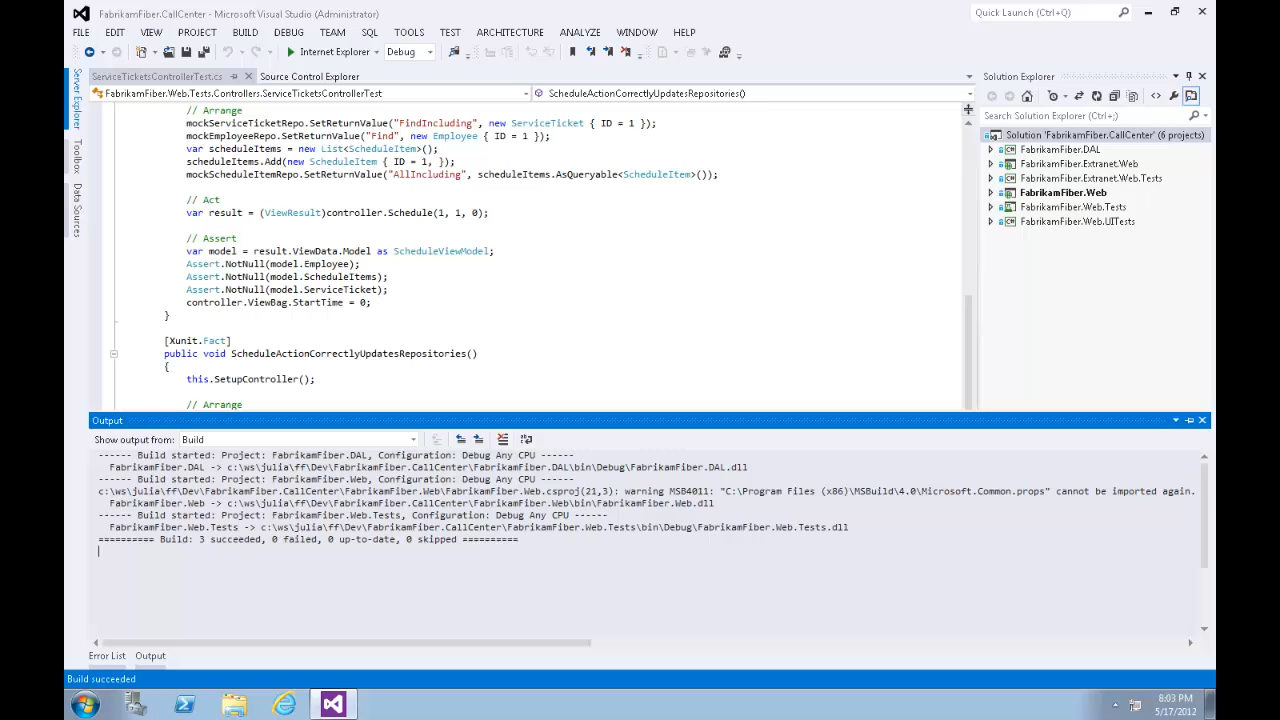 FabrikamFiber.CallCenter - Microsoft Visual Studio (Administrator)
Quick Launch (Ctrl+Q)
FILE EDIT VIEW PROJECT BUILD DEBUG TEAM SQL TOOLS TEST ARCHITECTURE ANALYZE WINDOW HELP
Internet Explorer Debug
ServiceTicketsControllerTest.cs Source Control Explorer
FabrikamFiber.Web.Tests.Controllers.ServiceTicketsControllerTest ScheduleActionCorrectlyUpdatesRepositories()
Server Explorer
Toolbox
Data Sources
// Arrange
mockServiceTicketRepo.SetReturnValue("FindIncluding", new ServiceTicket { ID = 1 });
mockEmployeeRepo.SetReturnValue("Find", new Employee { ID = 1 });
var scheduleItems = new List<ScheduleItem>();
scheduleItems.Add(new ScheduleItem { ID = 1, });
mockScheduleItemRepo.SetReturnValue("AllIncluding", scheduleItems.AsQueryable<ScheduleItem>());
// Act
var result = (ViewResult)controller.Schedule(1, 1, 0);
// Assert
var model = result.ViewData.Model as ScheduleViewModel;
Assert.NotNull(model.Employee);
Assert.NotNull(model.ScheduleItems);
Assert.NotNull(model.ServiceTicket);
controller.ViewBag.StartTime = 0;
}
[Xunit.Fact]
public void ScheduleActionCorrectlyUpdatesRepositories()
{
this.SetupController();
// Arrange
Solution Explorer
Search Solution Explorer (Ctrl+;)
Solution 'FabrikamFiber.CallCenter' (6 projects)
FabrikamFiber.DAL
FabrikamFiber.Extranet.Web
FabrikamFiber.Extranet.Web.Tests
FabrikamFiber.Web
FabrikamFiber.Web.Tests
FabrikamFiber.Web.UITests
Output
Show output from: Build
------ Build started: Project: FabrikamFiber.DAL, Configuration: Debug Any CPU ------
FabrikamFiber.DAL -> c:\ws\julia\ff\Dev\FabrikamFiber.CallCenter\FabrikamFiber.DAL\bin\Debug\FabrikamFiber.DAL.dll
------ Build started: Project: FabrikamFiber.Web, Configuration: Debug Any CPU ------
c:\ws\julia\ff\Dev\FabrikamFiber.CallCenter\FabrikamFiber.Web\FabrikamFiber.Web.csproj(21,3): warning MSB4011: "C:\Program Files (x86)\MSBuild\4.0\Microsoft.Common.props" cannot be imported again.
FabrikamFiber.Web -> c:\ws\julia\ff\Dev\FabrikamFiber.CallCenter\FabrikamFiber.Web\bin\FabrikamFiber.Web.dll
------ Build started: Project: FabrikamFiber.Web.Tests, Configuration: Debug Any CPU ------
FabrikamFiber.Web.Tests -> c:\ws\julia\ff\Dev\FabrikamFiber.CallCenter\FabrikamFiber.Web.Tests\bin\Debug\FabrikamFiber.Web.Tests.dll
========== Build: 3 succeeded, 0 failed, 0 up-to-date, 0 skipped ==========
Error List Output
Build succeeded
8:03 PM
5/17/2012